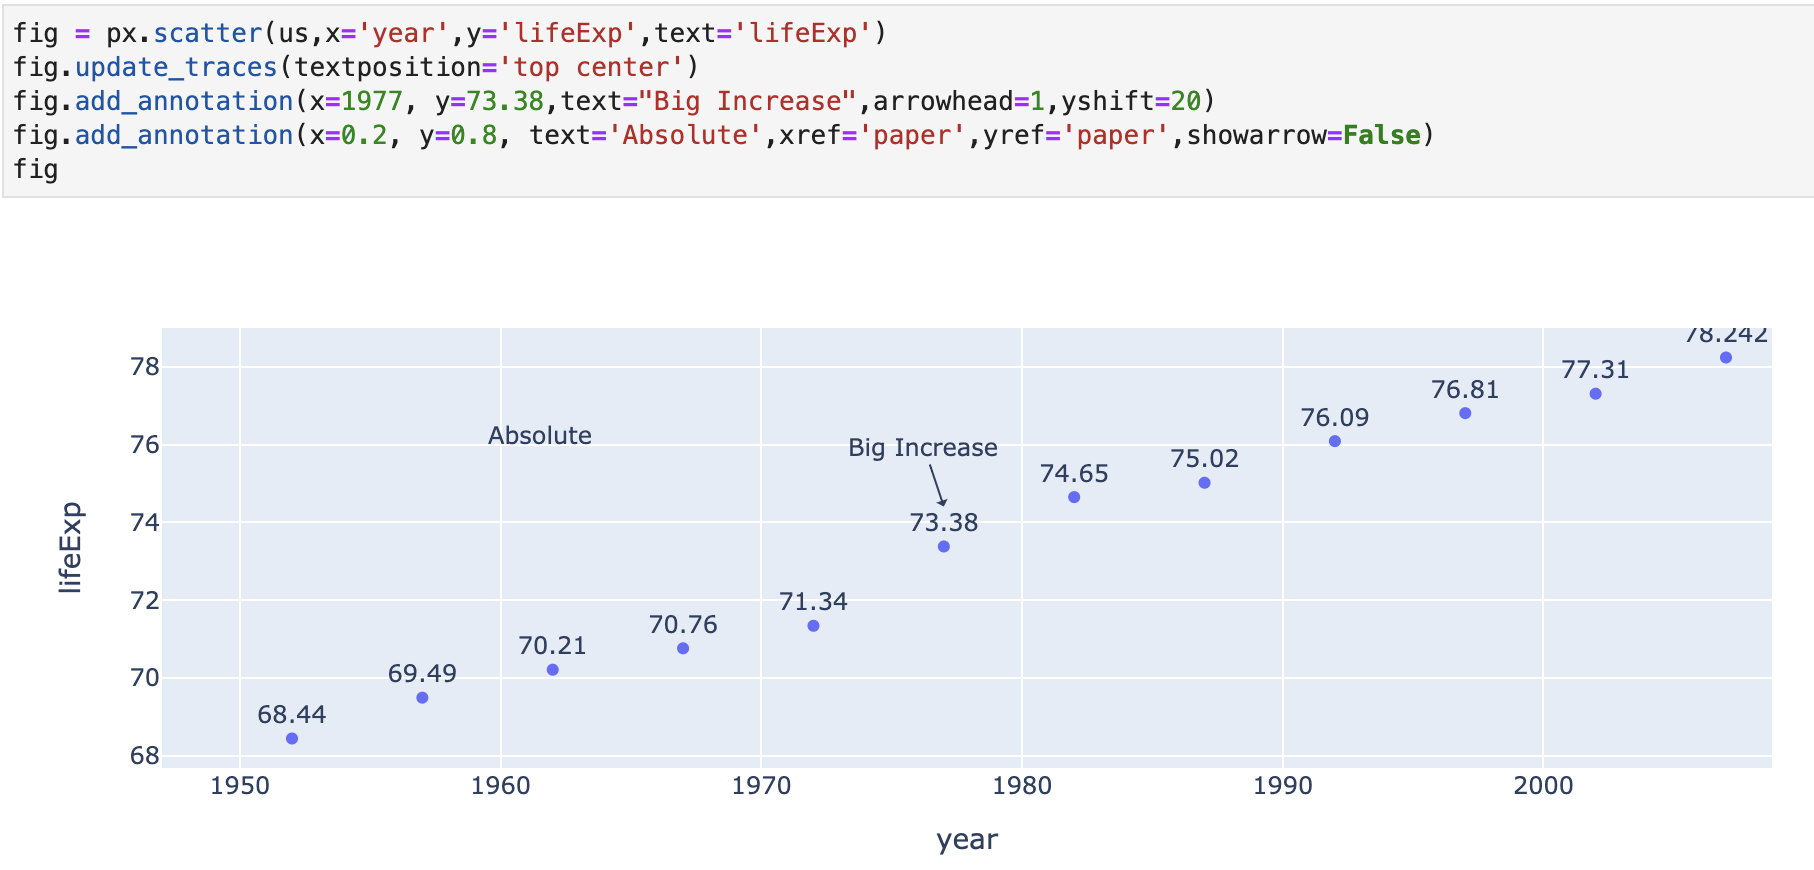 fig = px.scatter(us,x='year',y='lifeExp',text='lifeExp')
fig.update_traces(textposition='top center')
fig.add_annotation(x=1977, y=73.38,text="Big Increase",arrowhead=1,yshift=20)
fig.add_annotation(x=0.2, y=0.8, text='Absolute',xref='paper',yref='paper',showarrow=False)
fig
78.242
78
77.31
76.81
76.09
76
Absolute
Big Increase
75.02
74.65
74
73.38
lifeExp
72
71.34
70.76
70.21
70
69.49
68.44
68
1950 1960 1970 1980 1990 2000
year